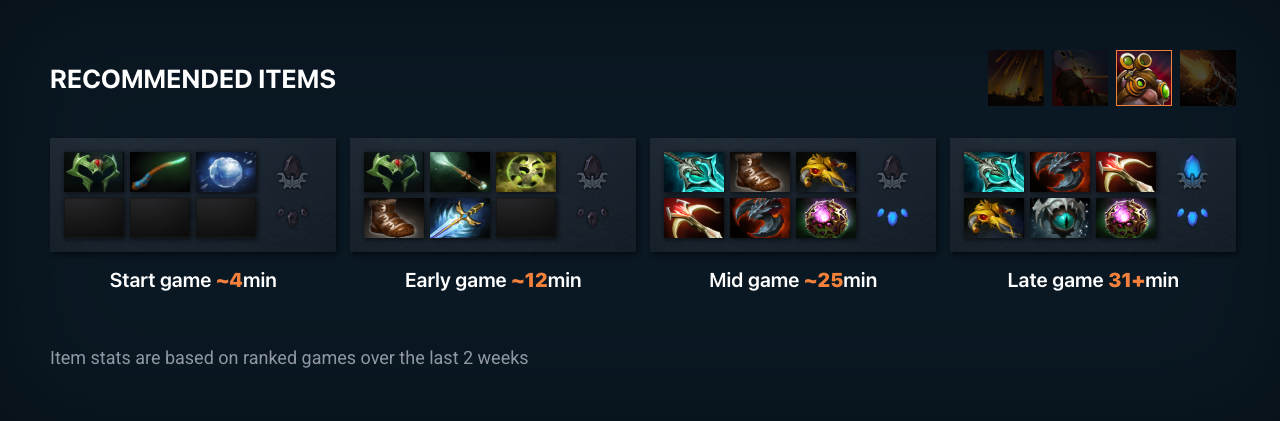 RECOMMENDED ITEMS
Start game ~4min
Early game ~12min
Mid game ~25min
Late game 31+min
Item stats are based on ranked games over the last 2 weeks